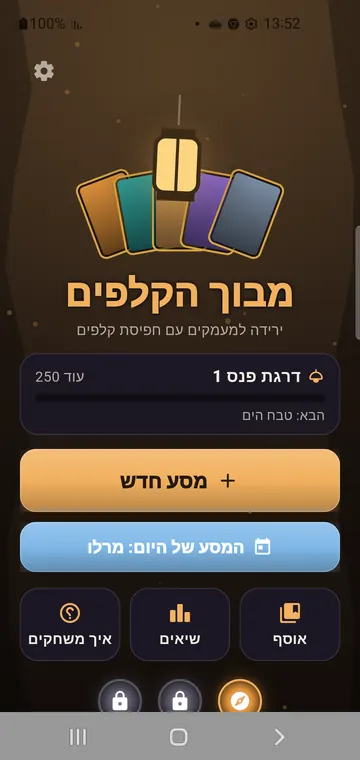 100% 13:52
מבוך הקלפים
ירידה למעמקים עם חפיסת קלפים
דרגת פנס 1
עוד 250
הבא: טבח הים
+ מסע חדש
המסע של היום: מרלו
אוסף
שיאים
איך משחקים